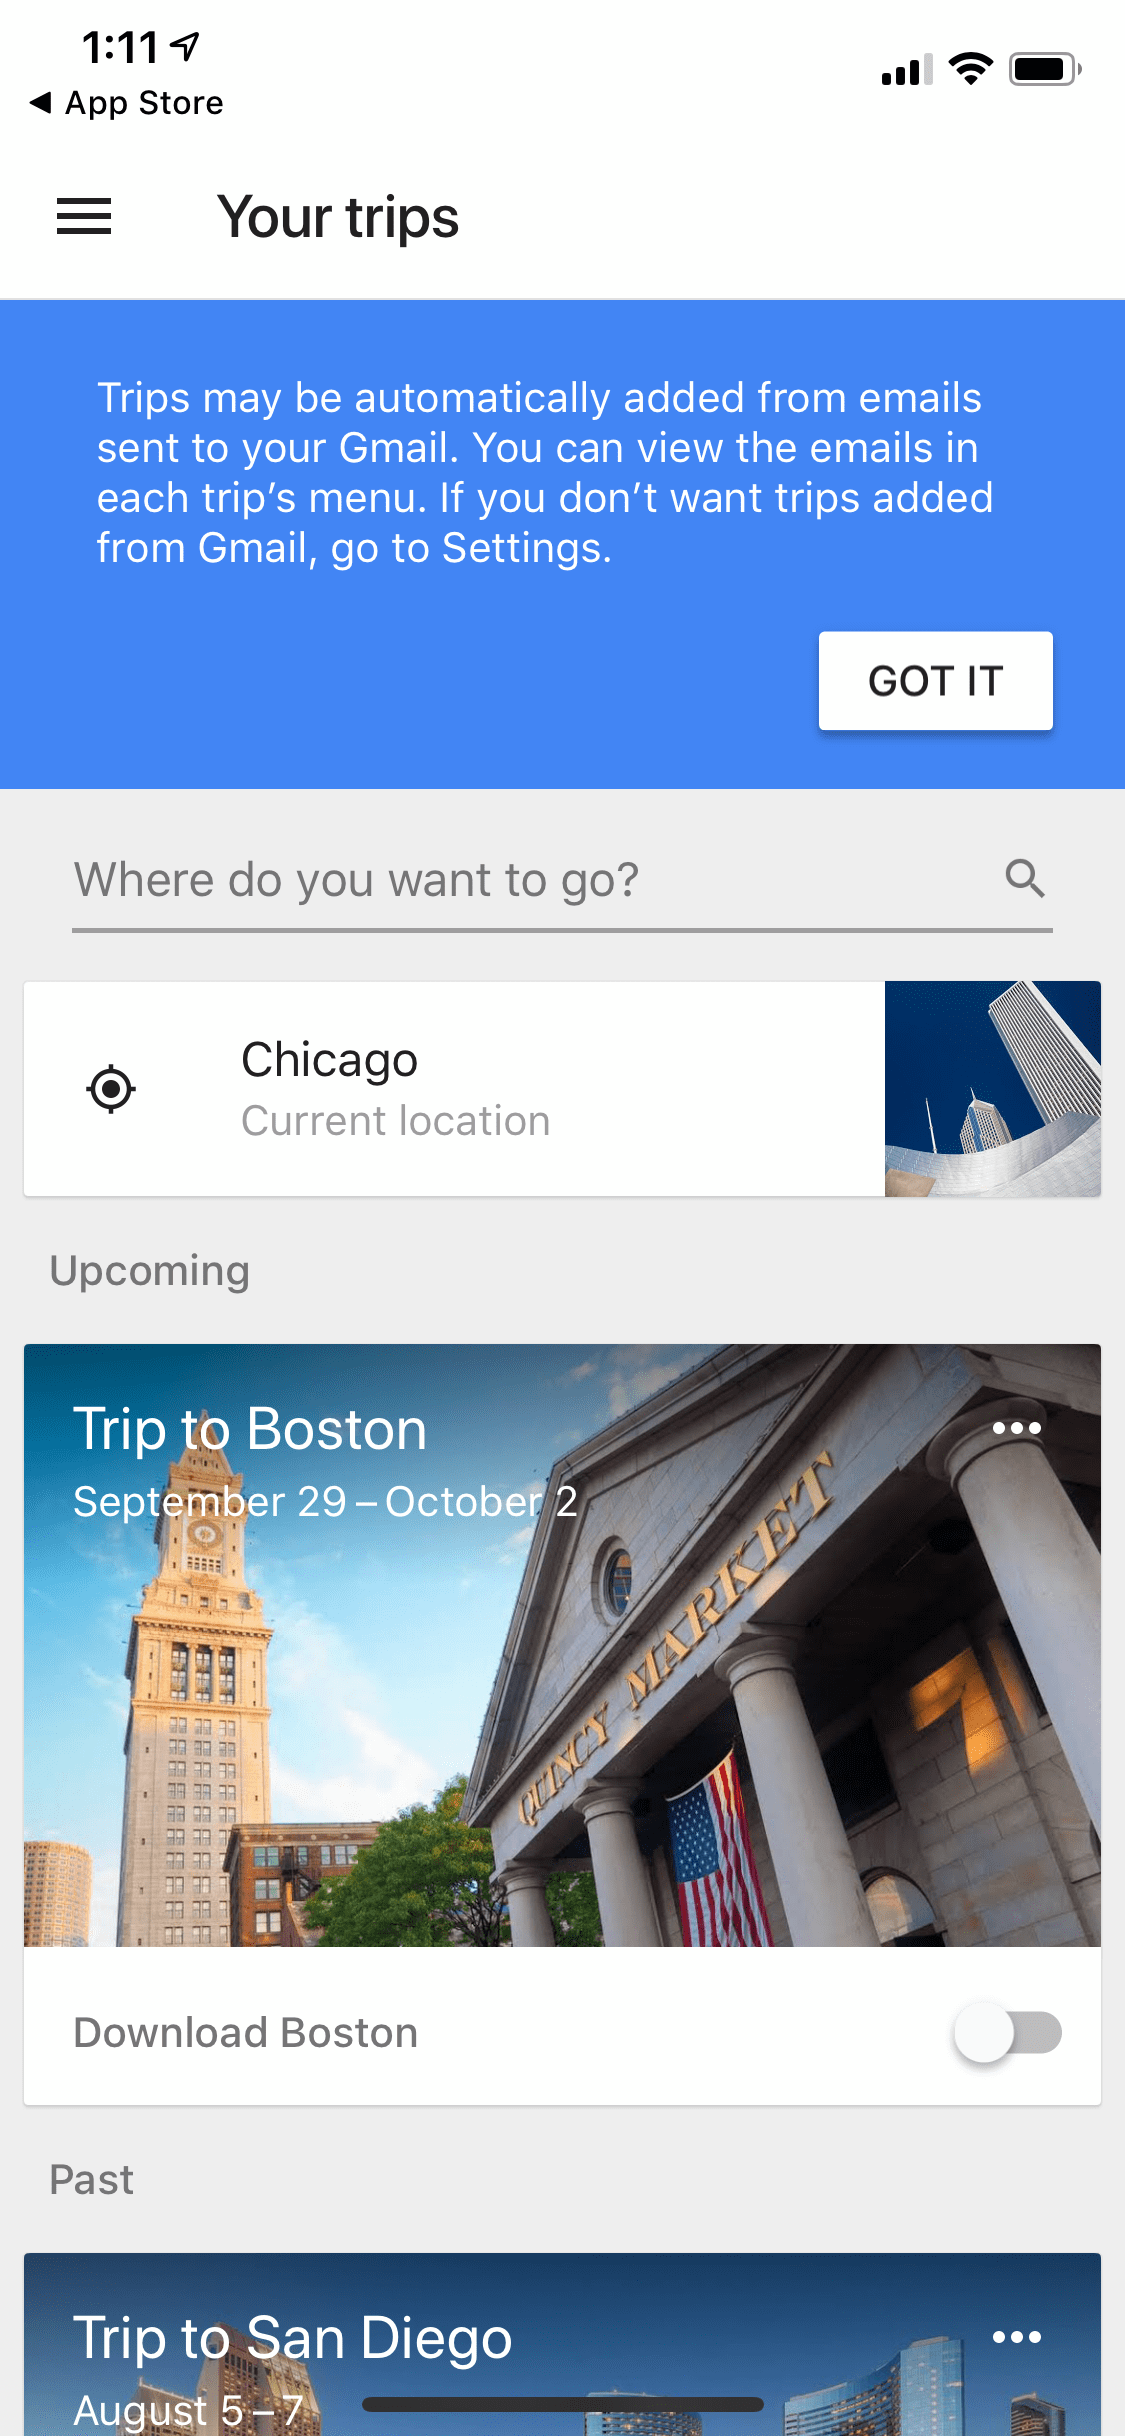 1:11
App Store
Your trips
Trips may be automatically added from emails
sent to your Gmail. You can view the emails in
each trip’s menu. If you don’t want trips added
from Gmail, go to Settings.
GOT IT
Where do you want to go?
Chicago
Current location
Upcoming
Trip to Boston
September 29 – October 2
QUINCY MARKET
Download Boston
Past
Trip to San Diego
August 5 – 7